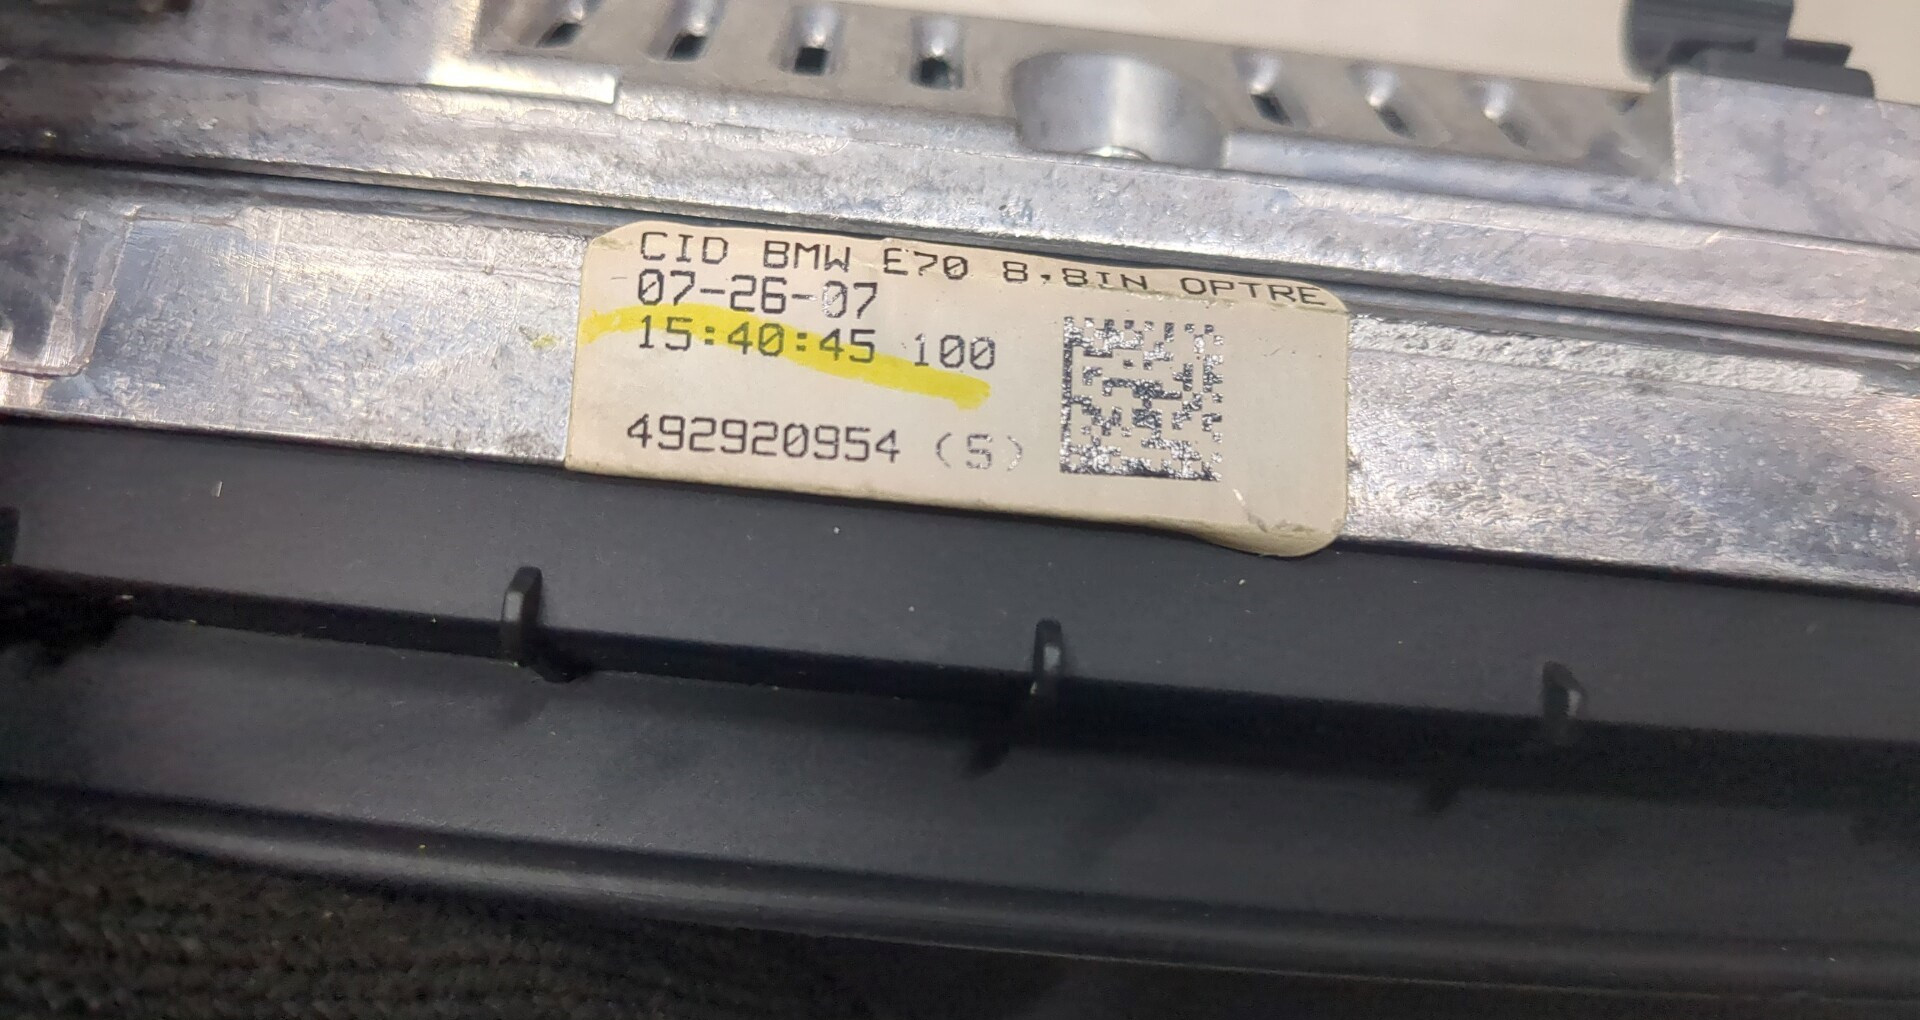 CID BMW E70 8.8IN OPTRE
07-26-07
15:40:45 100
492920954 (S)